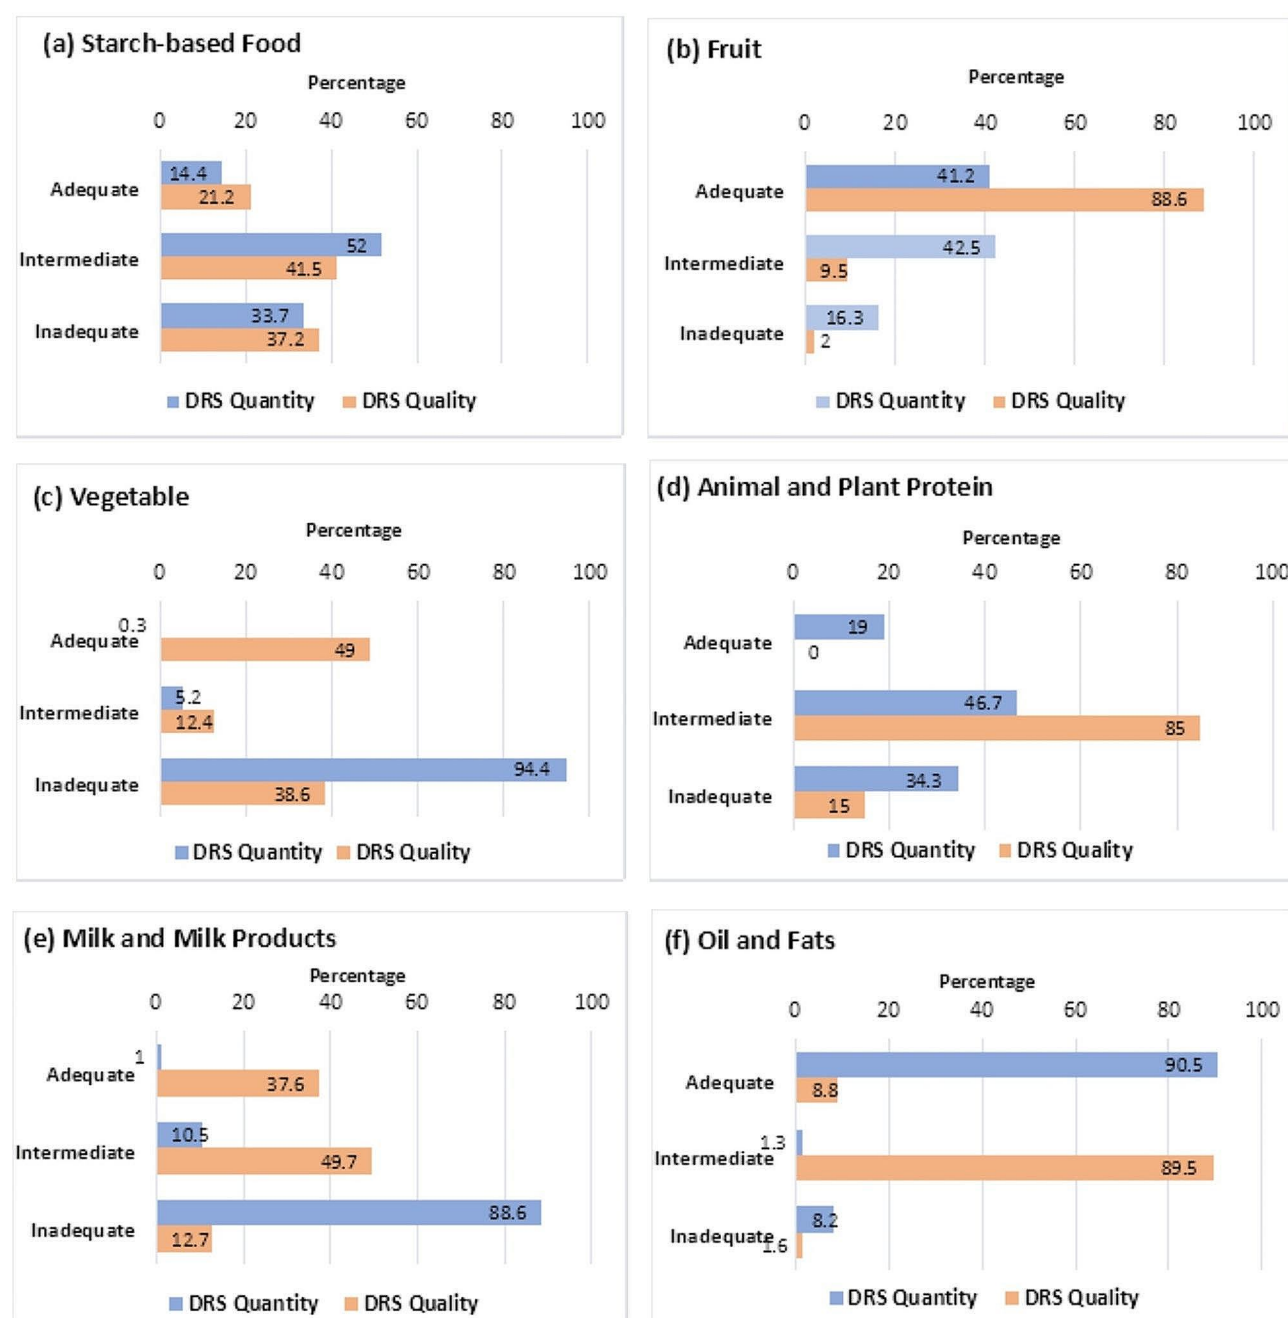 (a) Starch-based Food
Percentage
0 20 40 60 80 100
Adequate 14.4
21.2
Intermediate 52
41.5
Inadequate 33.7
37.2
DRS Quantity DRS Quality
(b) Fruit
Percentage
0 20 40 60 80 100
Adequate 41.2
88.6
Intermediate 42.5
9.5
Inadequate 16.3
2
DRS Quantity DRS Quality
(c) Vegetable
Percentage
0 20 40 60 80 100
0.3
Adequate 49
5.2
Intermediate 12.4
94.4
Inadequate 38.6
DRS Quantity DRS Quality
(d) Animal and Plant Protein
Percentage
0 20 40 60 80 100
19
Adequate 0
46.7
Intermediate 85
34.3
Inadequate 15
DRS Quantity DRS Quality
(e) Milk and Milk Products
Percentage
0 20 40 60 80 100
1
Adequate 37.6
10.5
Intermediate 49.7
88.6
Inadequate 12.7
DRS Quantity DRS Quality
(f) Oil and Fats
Percentage
0 20 40 60 80 100
90.5
Adequate 8.8
1.3
Intermediate 89.5
8.2
Inadequate 1.6
DRS Quantity DRS Quality